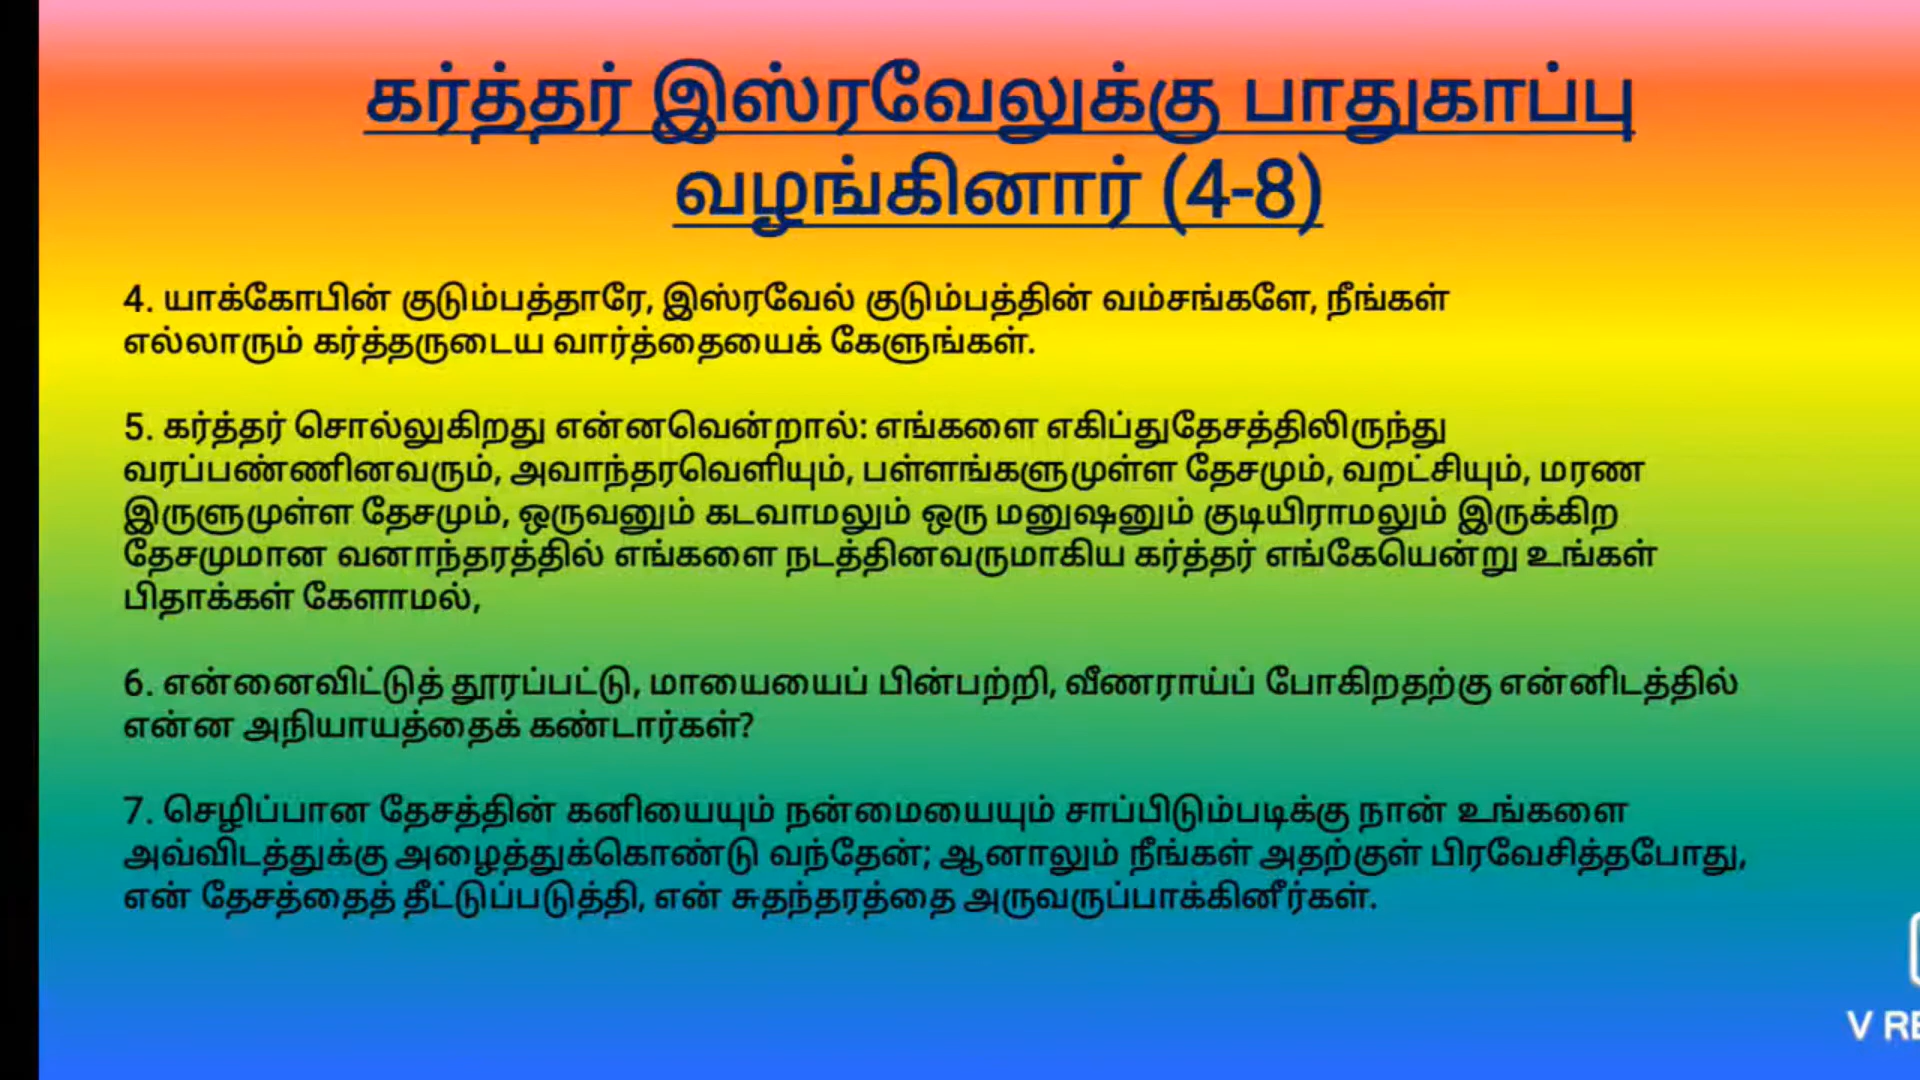 கர்த்தர் இஸ்ரவேலுக்கு பாதுகாப்பு
வழங்கினார் (4-8)
4. யாக்கோபின் குடும்பத்தாரே, இஸ்ரவேல் குடும்பத்தின் வம்சங்களே, நீங்கள்
எல்லாரும் கர்த்தருடைய வார்த்தையைக் கேளுங்கள்.
5. கர்த்தர் சொல்லுகிறது என்னவென்றால்: எங்களை எகிப்துதேசத்திலிருந்து
வரப்பண்ணினவரும், அவாந்தரவெளியும், பள்ளங்களுமுள்ள தேசமும், வறட்சியும், மரண
இருளுமுள்ள தேசமும், ஒருவனும் கடவாமலும் ஒரு மனுஷனும் குடியிராமலும் இருக்கிற
தேசமுமான வனாந்தரத்தில் எங்களை நடத்தினவருமாகிய கர்த்தர் எங்கேயென்று உங்கள்
பிதாக்கள் கேளாமல்,
6. என்னைவிட்டுத் தூரப்பட்டு, மாயையைப் பின்பற்றி, வீணராய்ப் போகிறதற்கு என்னிடத்தில்
என்ன அநியாயத்தைக் கண்டார்கள்?
7. செழிப்பான தேசத்தின் கனியையும் நன்மையையும் சாப்பிடும்படிக்கு நான் உங்களை
அவ்விடத்துக்கு அழைத்துக்கொண்டு வந்தேன்; ஆனாலும் நீங்கள் அதற்குள் பிரவேசித்தபோது,
என் தேசத்தைத் தீட்டுப்படுத்தி, என் சுதந்தரத்தை அருவருப்பாக்கினீர்கள்.
V RE